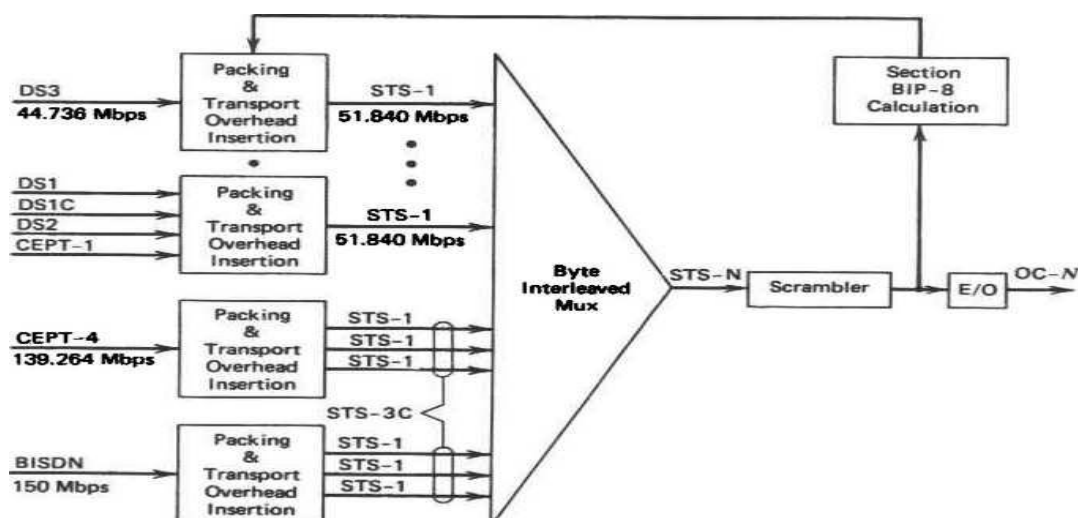 DS3
44.736 Mbps
Packing
&
Transport
Overhead
Insertion
STS-1
51.840 Mbps
Section
BIP-8
Calculation
DS1
DS1C
DS2
CEPT-1
Packing
&
Transport
Overhead
Insertion
STS-1
51.840 Mbps
Byte
Interleaved
Mux
STS-N
Scrambler
E/O
OC-N
CEPT-4
139.264 Mbps
Packing
&
Transport
Overhead
Insertion
STS-1
STS-1
STS-1
STS-3C
BISDN
150 Mbps
Packing
&
Transport
Overhead
Insertion
STS-1
STS-1
STS-1